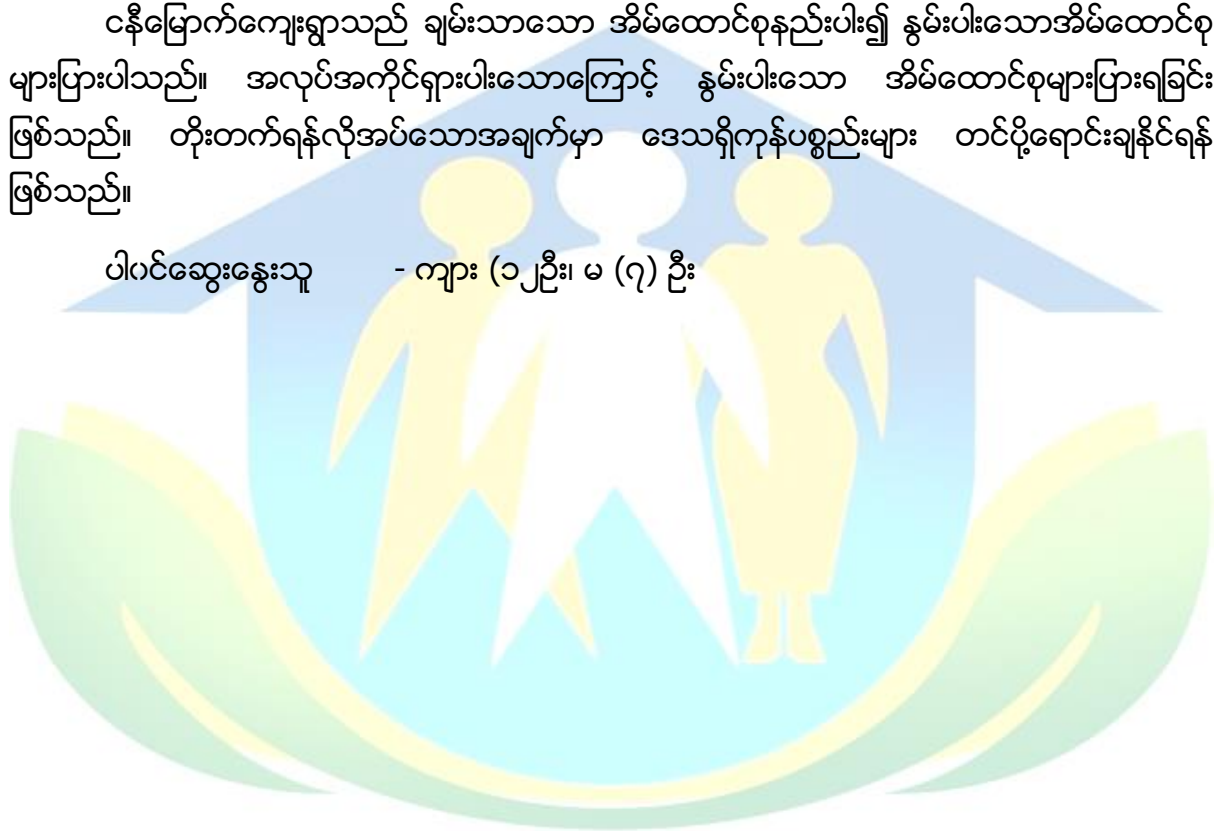 ငနီမြောက်ကျေးရွာသည် ချမ်းသာသော အိမ်ထောင်စုနည်းပါး၍ နွမ်းပါးသောအိမ်ထောင်စု
များပြားပါသည်။ အလုပ်အကိုင်ရှားပါးသောကြောင့် နွမ်းပါးသော အိမ်ထောင်စုများပြားရခြင်း
ဖြစ်သည်။ တိုးတက်ရန်လိုအပ်သောအချက်မှာ ဒေသရှိကုန်ပစ္စည်းများ တင်ပို့ရောင်းချနိုင်ရန်
ဖြစ်သည်။
ပါဝင်ဆွေးနွေးသူ - ကျား (၁၂ဦး၊ မ (၇) ဦး